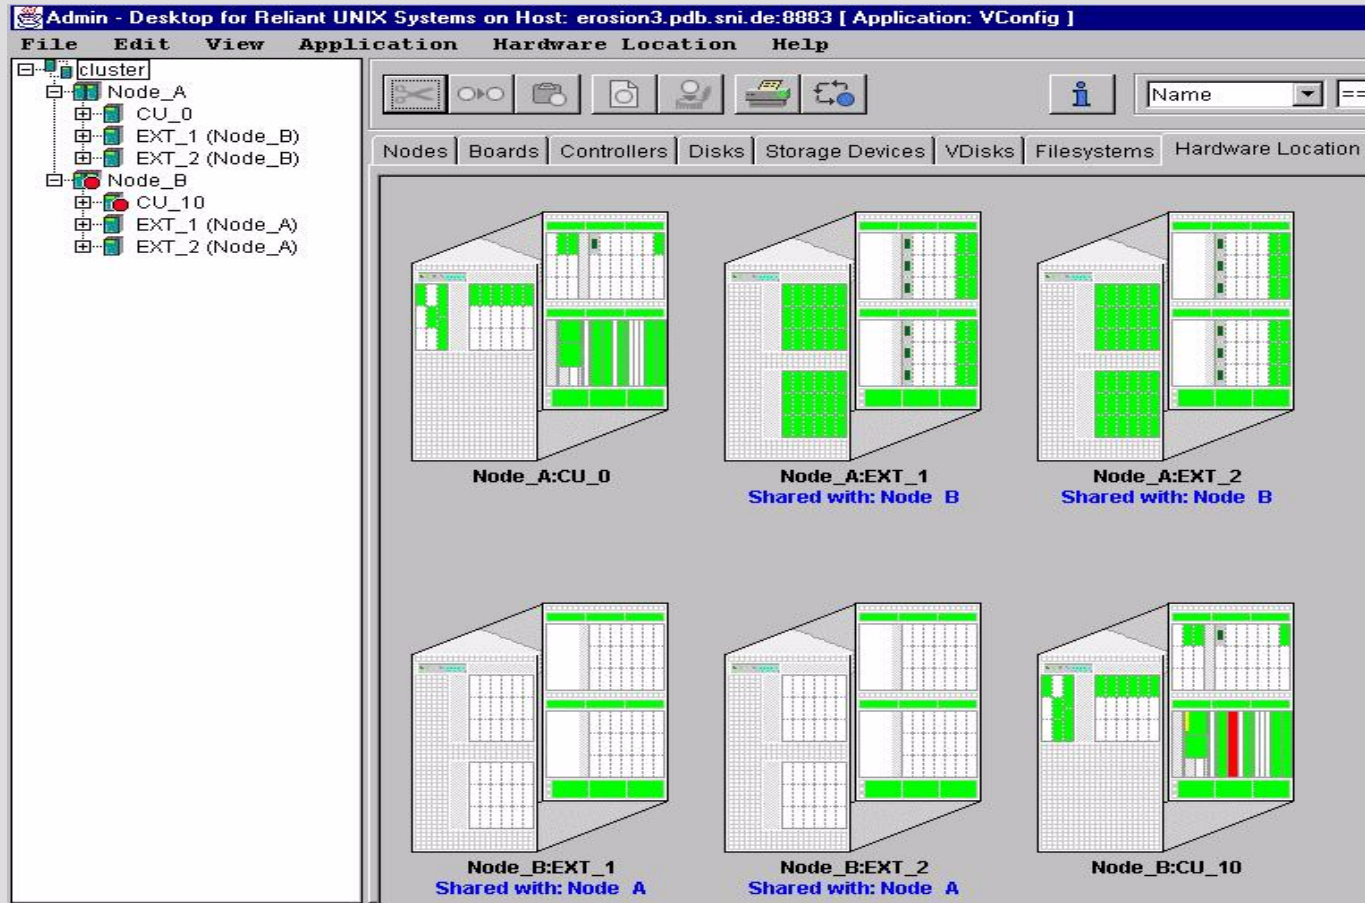 Admin - Desktop for Reliant UNIX Systems on Host: erosion3.pdb.sni.de:8883 [ Application: VConfig ]
File Edit View Application Hardware Location Help
cluster
Node_A
CU_0
EXT_1 (Node_B)
EXT_2 (Node_B)
Node_B
CU_10
EXT_1 (Node_A)
EXT_2 (Node_A)
Name ==
Nodes Boards Controllers Disks Storage Devices VDisks Filesystems Hardware Location
Node_A:CU_0 Node_A:EXT_1 Node_A:EXT_2
Shared with: Node B Shared with: Node B
Node_B:EXT_1 Node_B:EXT_2 Node_B:CU_10
Shared with: Node A Shared with: Node A